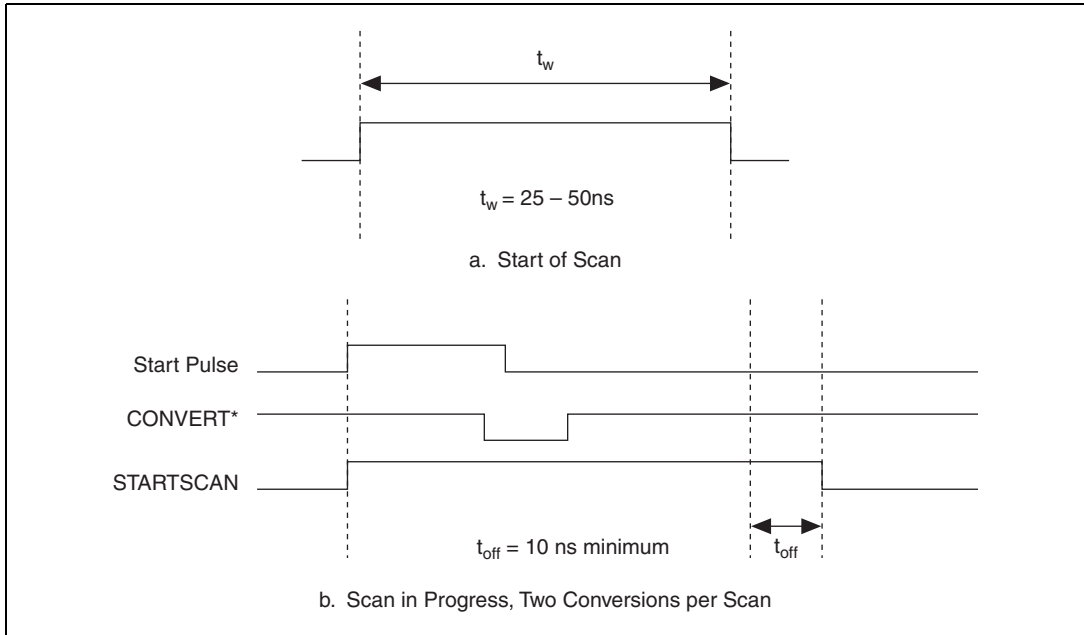 t_w
t_w = 25 – 50ns
a. Start of Scan
Start Pulse
CONVERT*
STARTSCAN
t_off = 10 ns minimum
t_off
b. Scan in Progress, Two Conversions per Scan